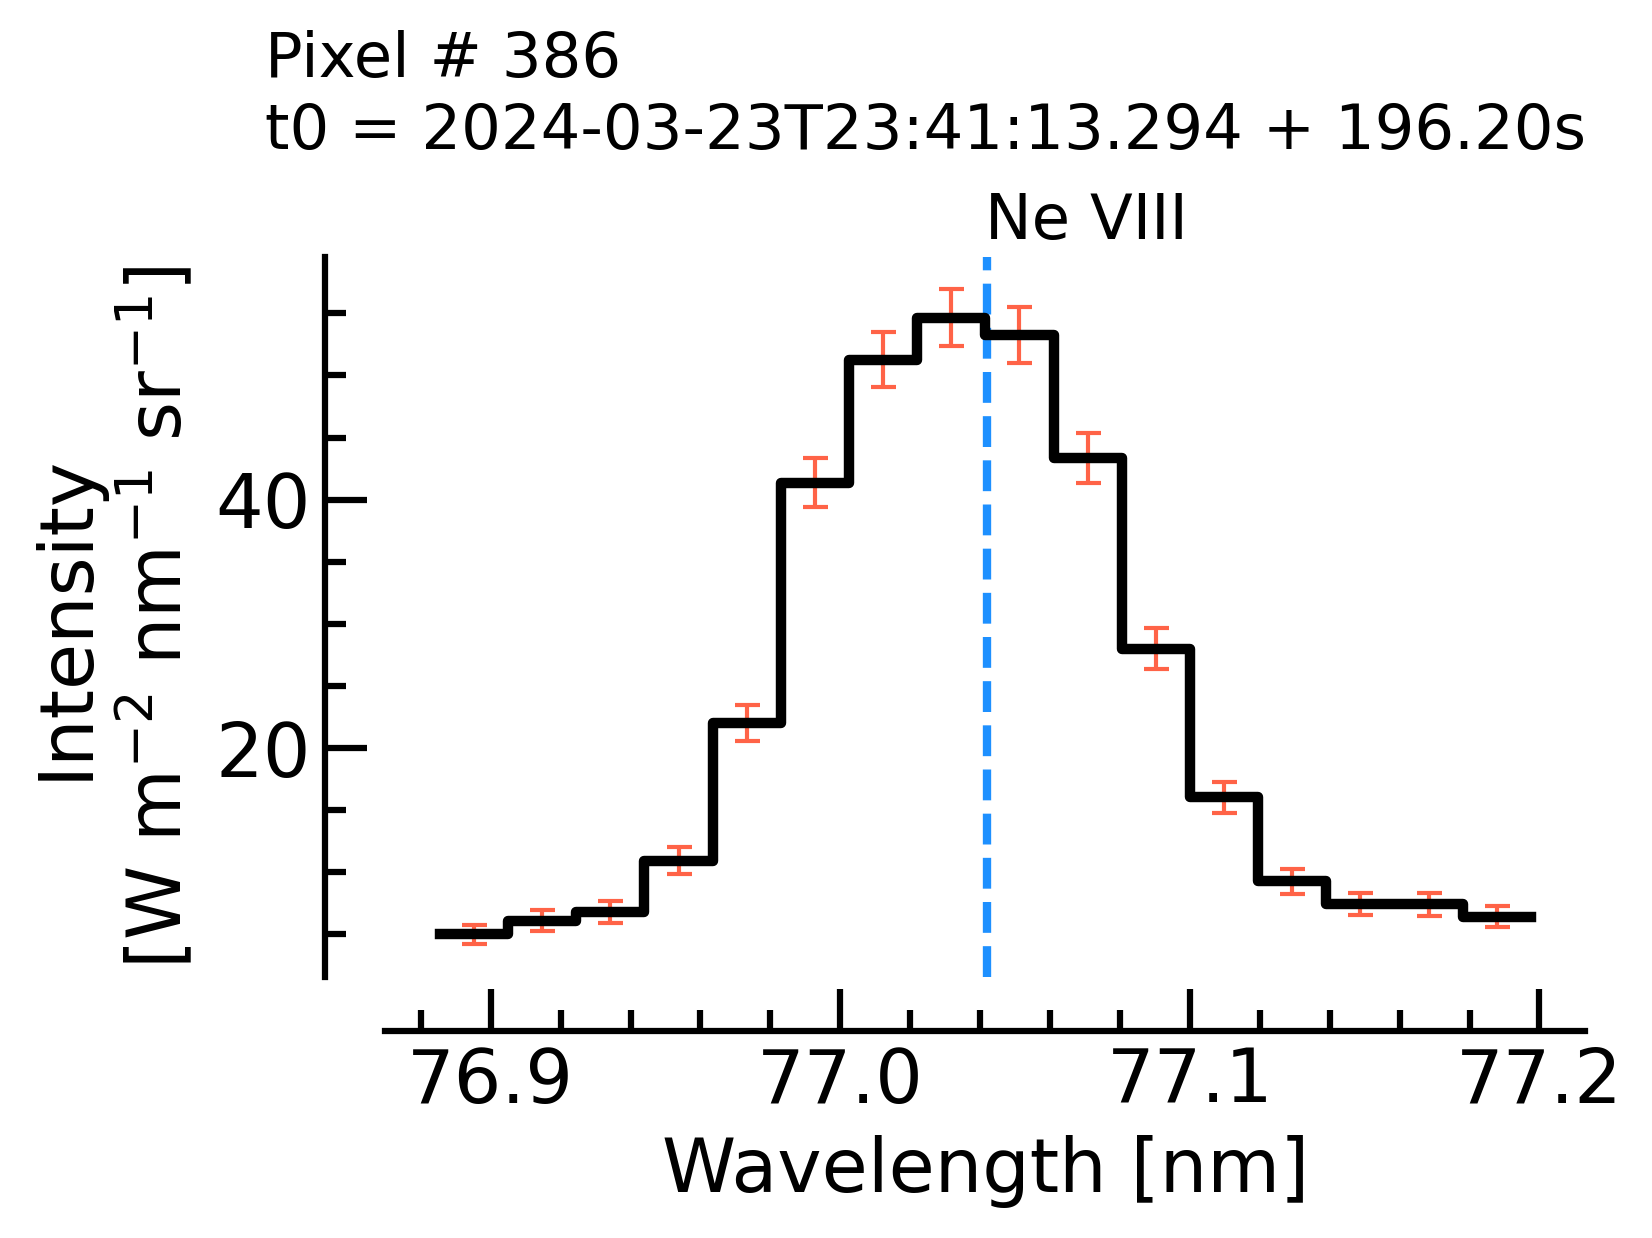 Pixel # 386
t0 = 2024-03-23T23:41:13.294 + 196.20s
Ne VIII
Intensity
[W m⁻² nm⁻¹ sr⁻¹]
40
20
76.9 77.0 77.1 77.2
Wavelength [nm]